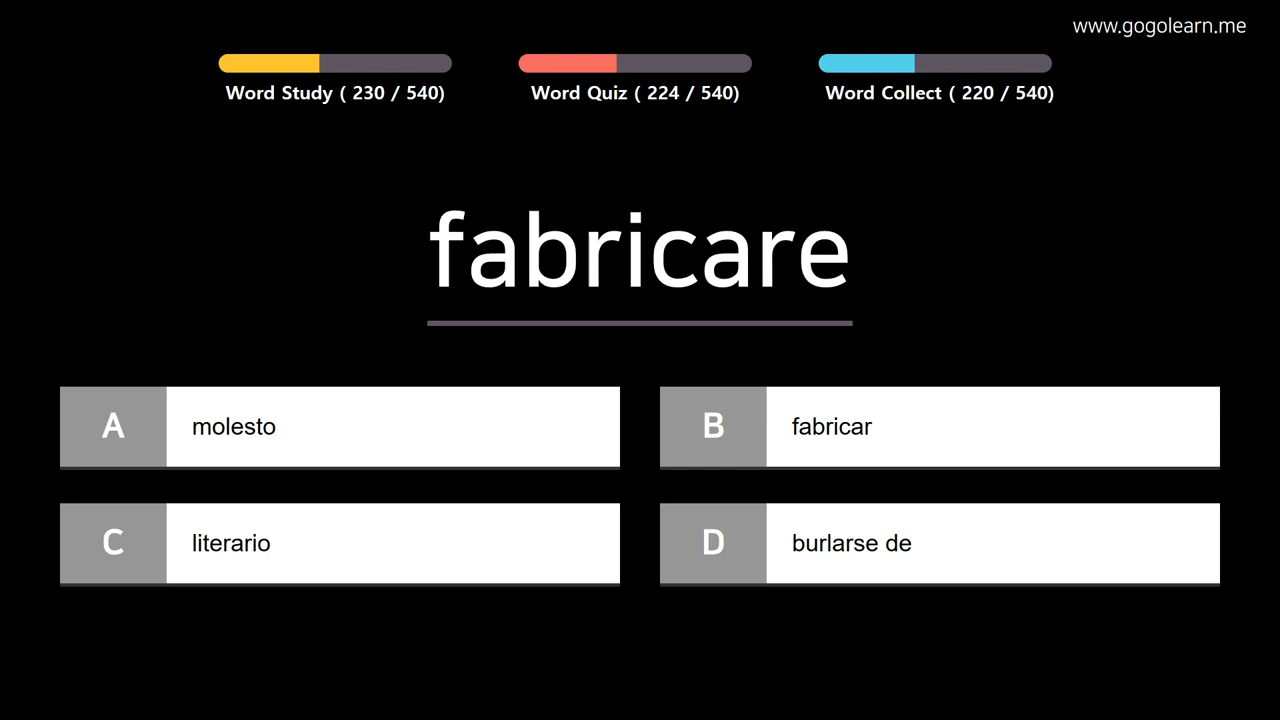 www.gogolearn.me
Word Study ( 230 / 540)
Word Quiz ( 224 / 540)
Word Collect ( 220 / 540)
fabricare
A molesto
B fabricar
C literario
D burlarse de